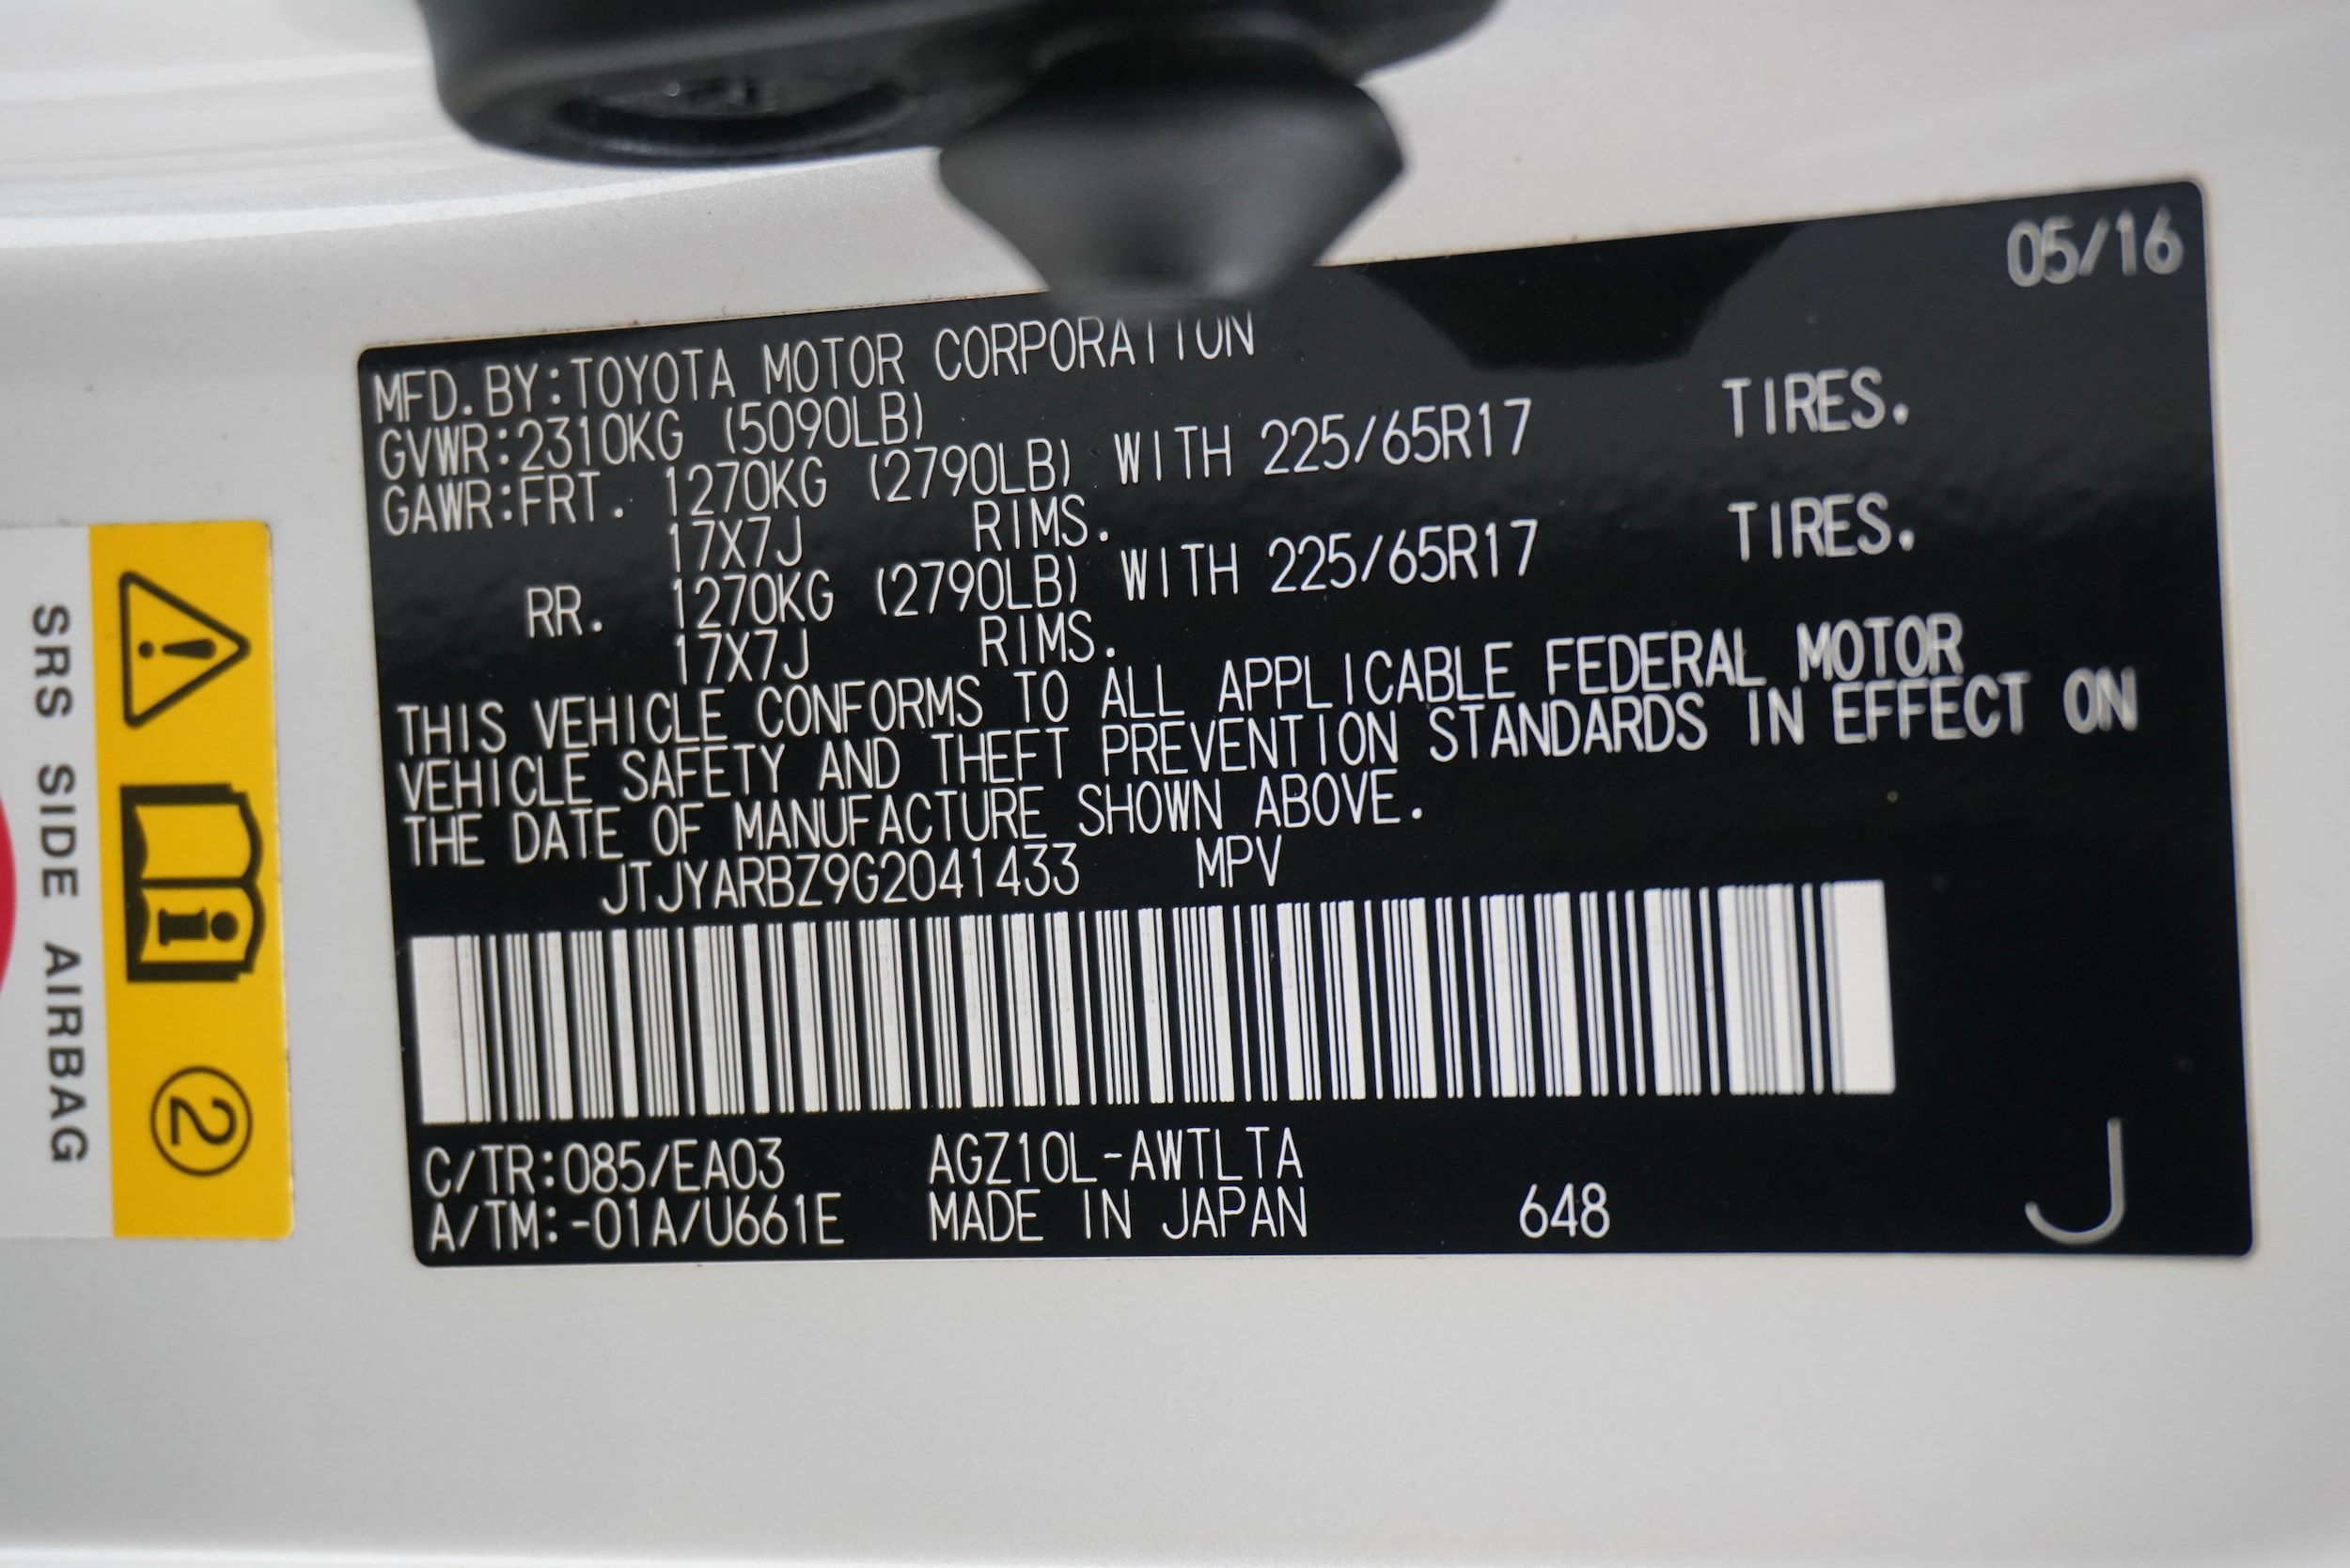 05/16
MFD.BY:TOYOTA MOTOR CORPORATION
GVWR:2310KG (5090LB)
GAWR:FRT. 1270KG (2790LB) WITH 225/65R17 TIRES.
17X7J RIMS.
RR. 1270KG (2790LB) WITH 225/65R17 TIRES.
17X7J RIMS.
THIS VEHICLE CONFORMS TO ALL APPLICABLE FEDERAL MOTOR
VEHICLE SAFETY AND THEFT PREVENTION STANDARDS IN EFFECT ON
THE DATE OF MANUFACTURE SHOWN ABOVE.
JTJYARBZ9G2041433 MPV
C/TR:085/EA03 AGZ10L-AWTLTA
A/TM:-01A/U661E MADE IN JAPAN 648
J
SRS SIDE AIRBAG
2